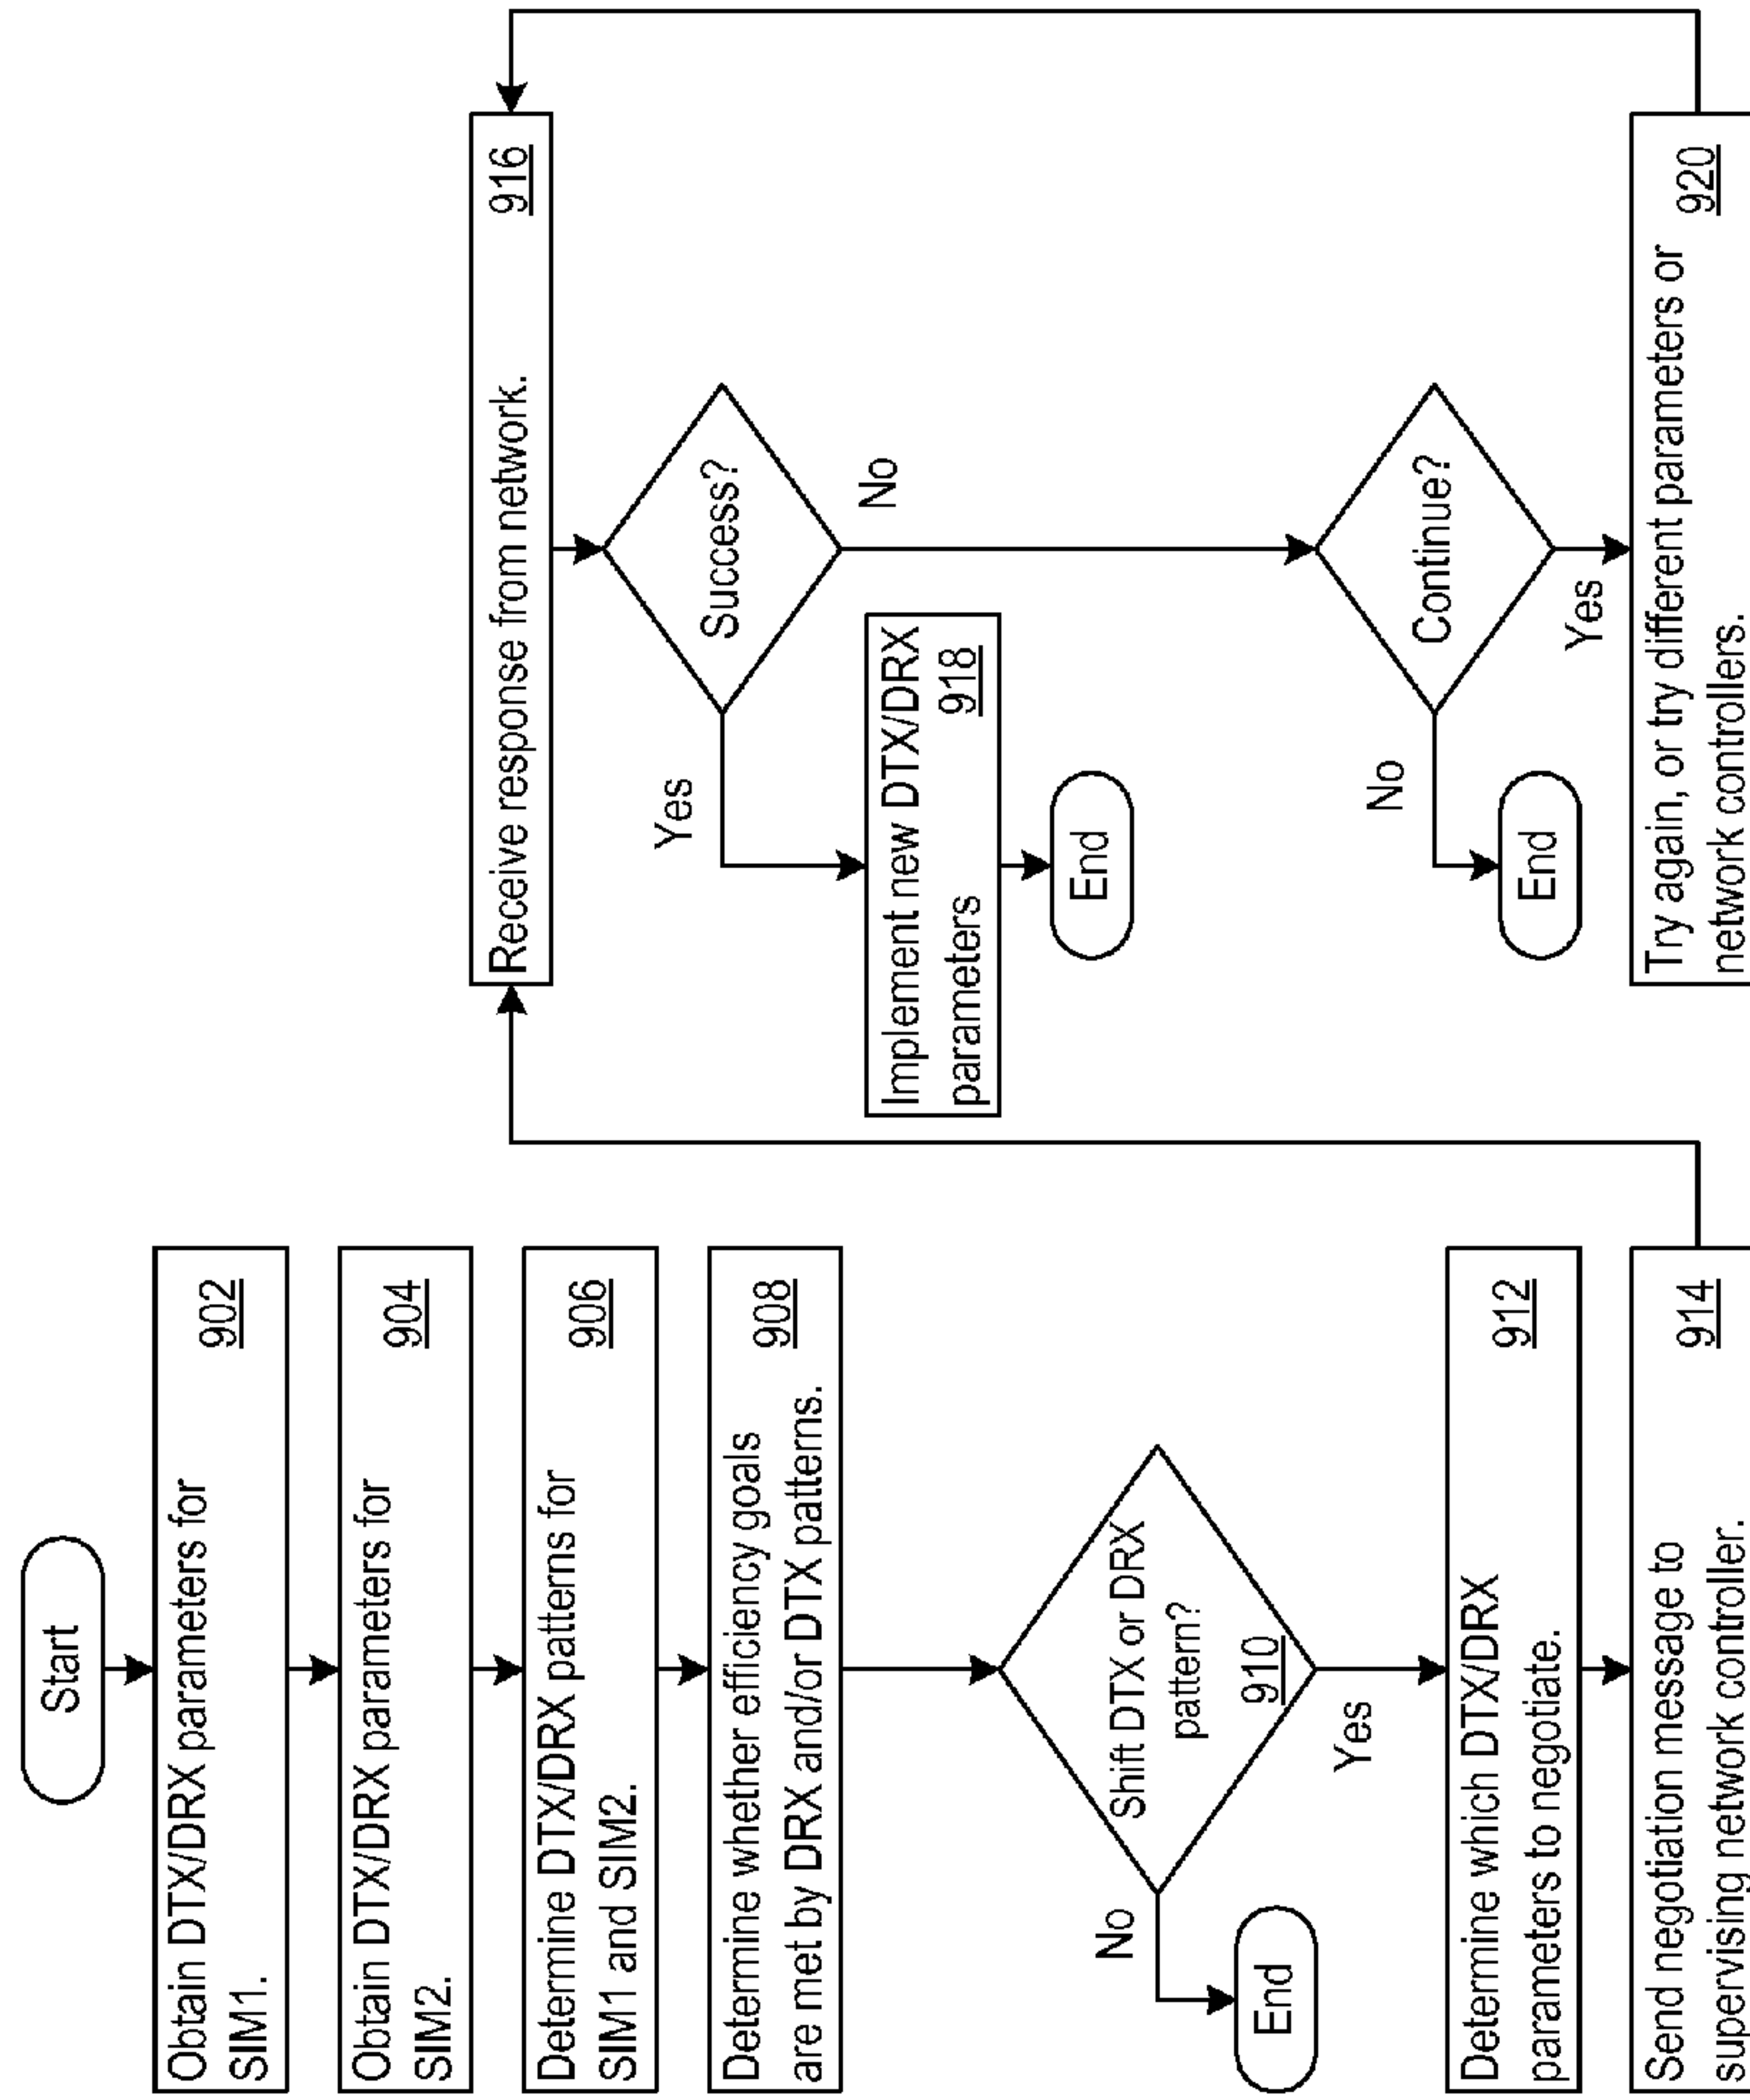 Start
Obtain DTX/DRX parameters for
SIM1.
902
Obtain DTX/DRX parameters for
SIM2.
904
Determine DTX/DRX patterns for
SIM1 and SIM2.
906
Determine whether efficiency goals
are met by DRX and/or DTX patterns.
908
Shift DTX or DRX
pattern?
910
No
End
Yes
Determine which DTX/DRX
parameters to negotiate.
912
Send negotiation message to
supervising network controller.
914
Receive response from network.
916
Success?
Yes
No
Implement new DTX/DRX
parameters
918
End
Continue?
No
End
Yes
Try again, or try different parameters or
network controllers.
920